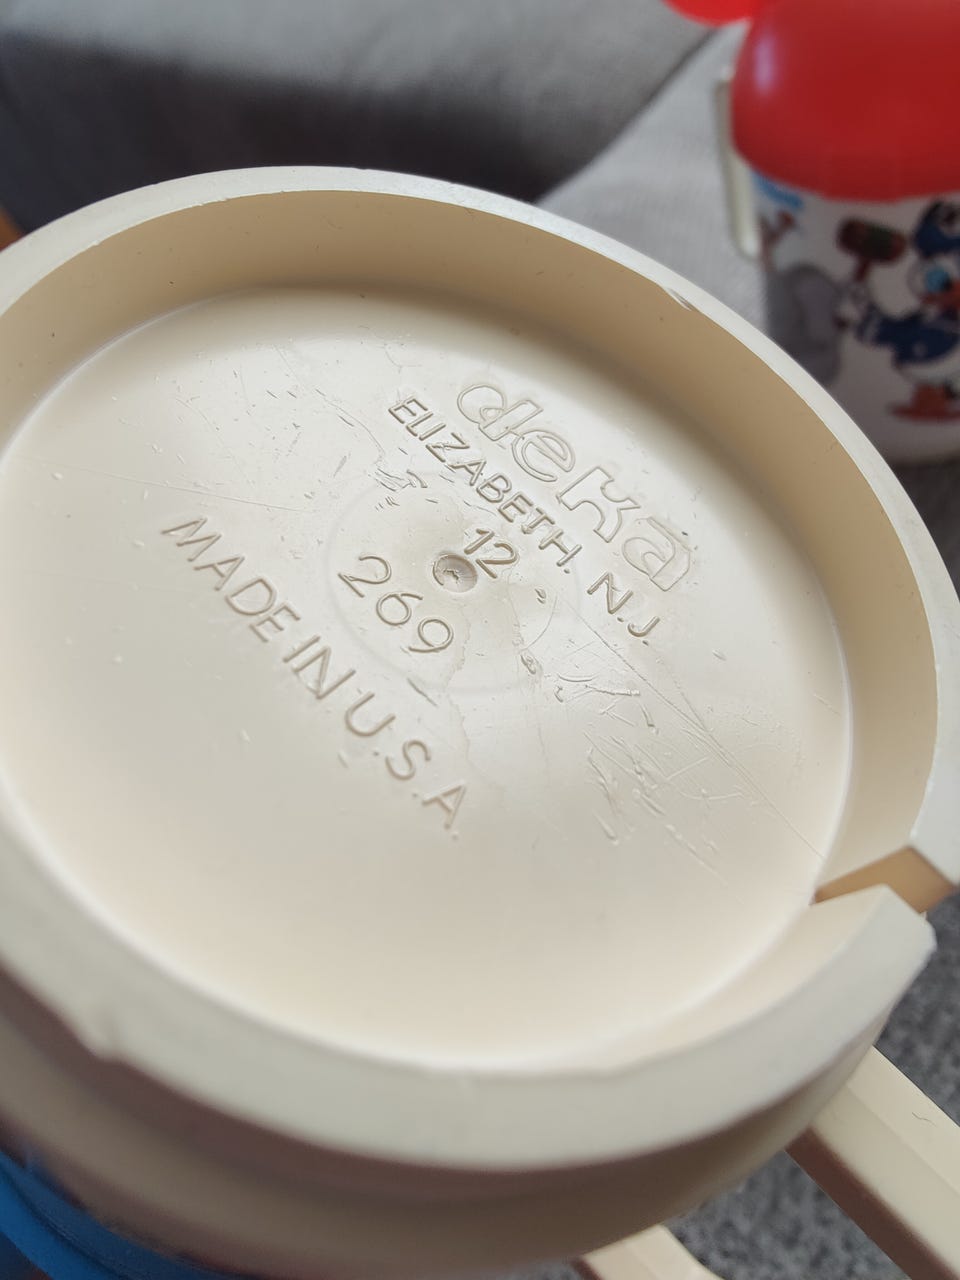 deka
ELIZABETH. N.J.
12
269
MADE IN U.S.A.